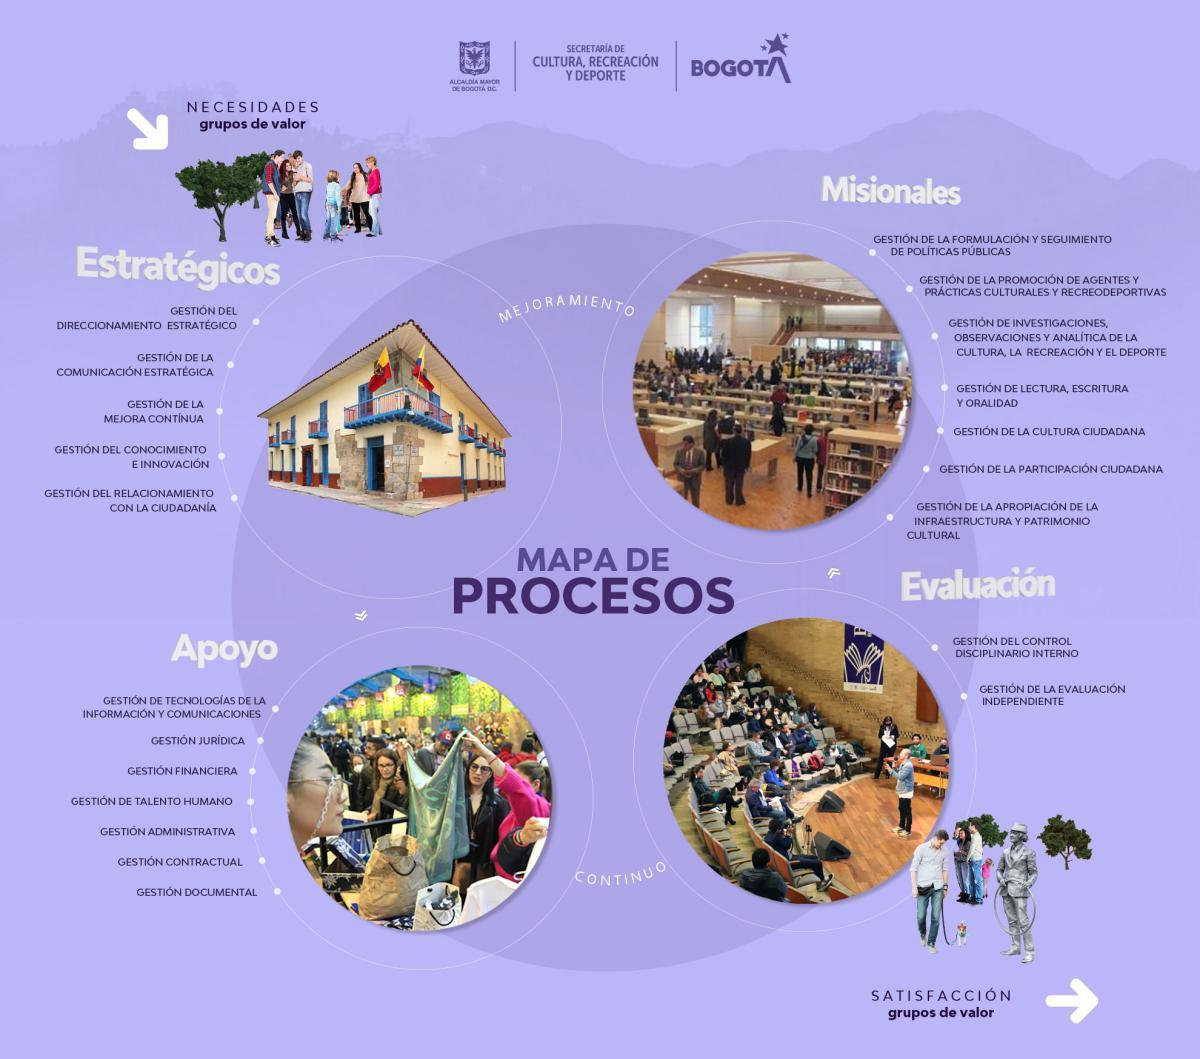 ALCALDÍA MAYOR
DE BOGOTÁ D.C.
SECRETARÍA DE
CULTURA, RECREACIÓN
Y DEPORTE
BOGOTÁ
NECESIDADES
grupos de valor
Estratégicos
GESTIÓN DEL
DIRECCIONAMIENTO ESTRATÉGICO
GESTIÓN DE LA
COMUNICACIÓN ESTRATÉGICA
GESTIÓN DE LA
MEJORA CONTÍNUA
GESTIÓN DEL CONOCIMIENTO
E INNOVACIÓN
GESTIÓN DEL RELACIONAMIENTO
CON LA CIUDADANÍA
MEJORAMIENTO
Misionales
GESTIÓN DE LA FORMULACIÓN Y SEGUIMIENTO
DE POLÍTICAS PÚBLICAS
GESTIÓN DE LA PROMOCIÓN DE AGENTES Y
PRÁCTICAS CULTURALES Y RECREODEPORTIVAS
GESTIÓN DE INVESTIGACIONES,
OBSERVACIONES Y ANALÍTICA DE LA
CULTURA, LA RECREACIÓN Y EL DEPORTE
GESTIÓN DE LECTURA, ESCRITURA
Y ORALIDAD
GESTIÓN DE LA CULTURA CIUDADANA
GESTIÓN DE LA PARTICIPACIÓN CIUDADANA
GESTIÓN DE LA APROPIACIÓN DE LA
INFRAESTRUCTURA Y PATRIMONIO
CULTURAL
MAPA DE
PROCESOS
Apoyo
GESTIÓN DE TECNOLOGÍAS DE LA
INFORMACIÓN Y COMUNICACIONES
GESTIÓN JURÍDICA
GESTIÓN FINANCIERA
GESTIÓN DE TALENTO HUMANO
GESTIÓN ADMINISTRATIVA
GESTIÓN CONTRACTUAL
GESTIÓN DOCUMENTAL
CONTINUO
Evaluación
GESTIÓN DEL CONTROL
DISCIPLINARIO INTERNO
GESTIÓN DE LA EVALUACIÓN
INDEPENDIENTE
SATISFACCIÓN
grupos de valor